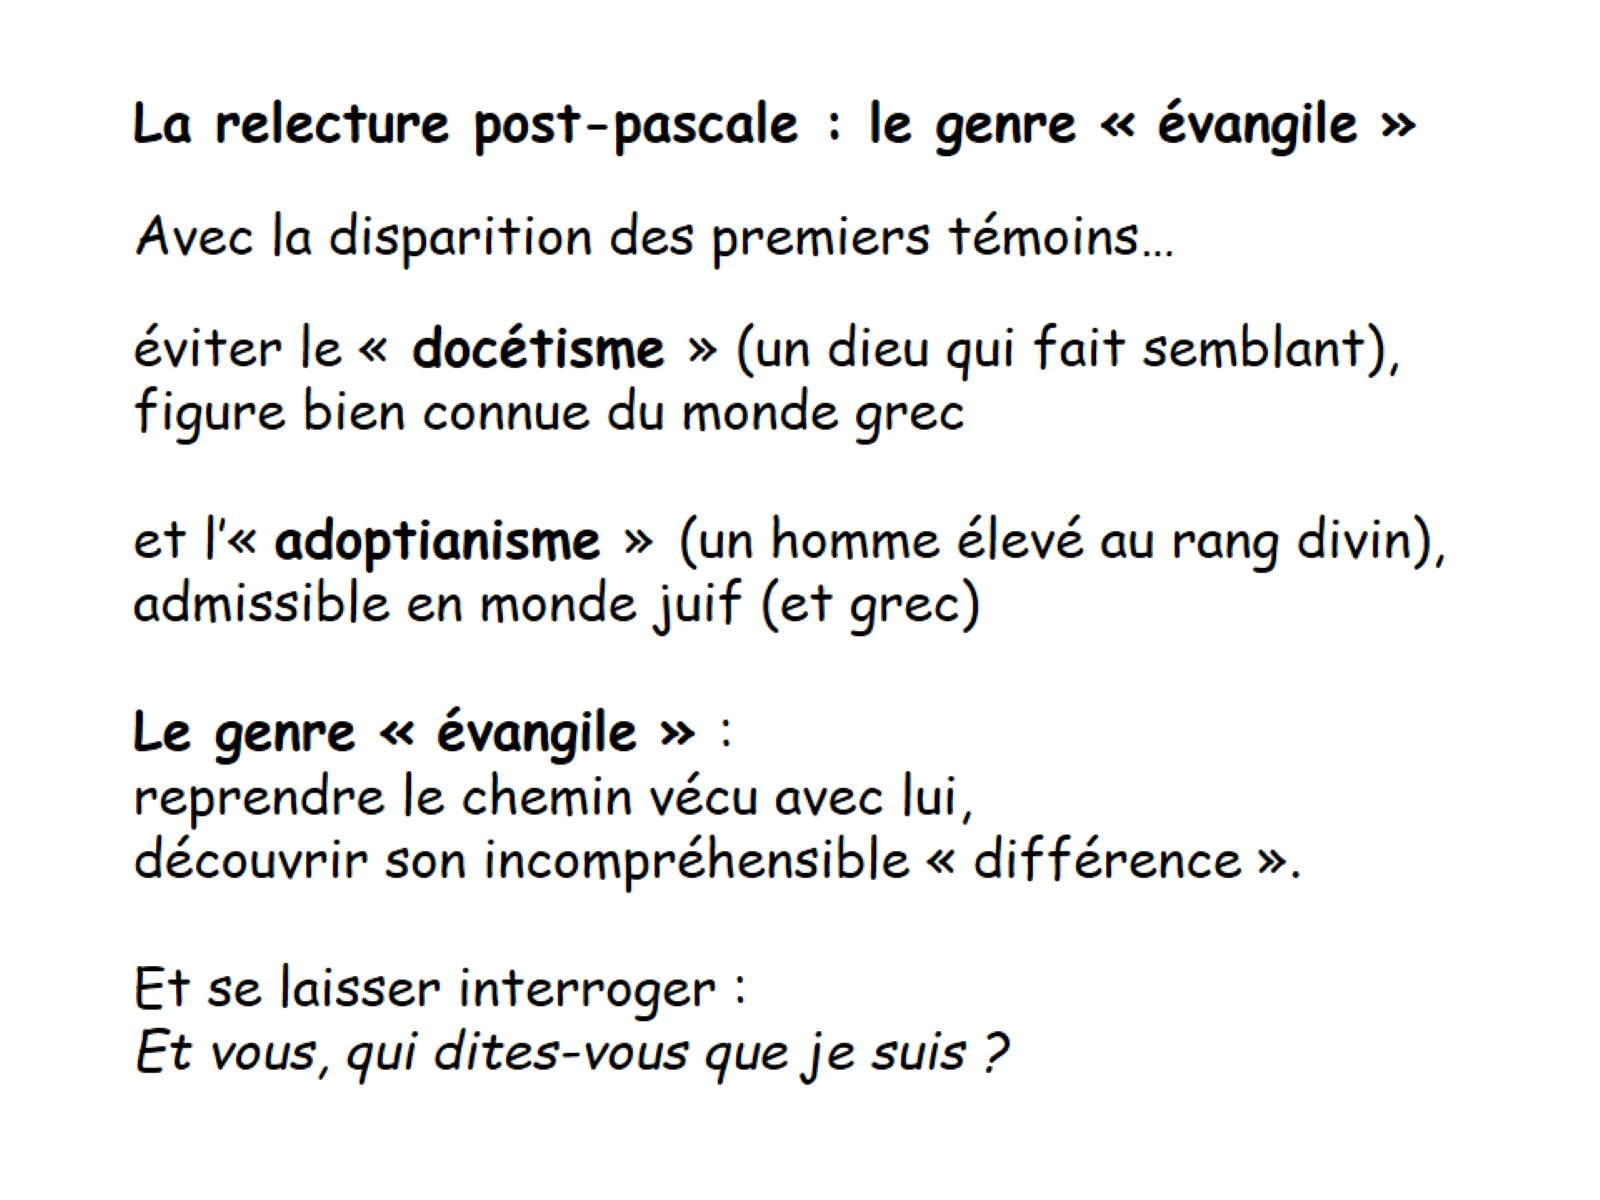 La relecture post-pascale : le genre « évangile »
Avec la disparition des premiers témoins...
éviter le « docétisme » (un dieu qui fait semblant),
figure bien connue du monde grec
et l'« adoptianisme » (un homme élevé au rang divin),
admissible en monde juif (et grec)
Le genre « évangile » :
reprendre le chemin vécu avec lui,
découvrir son incompréhensible « différence ».
Et se laisser interroger :
Et vous, qui dites-vous que je suis ?